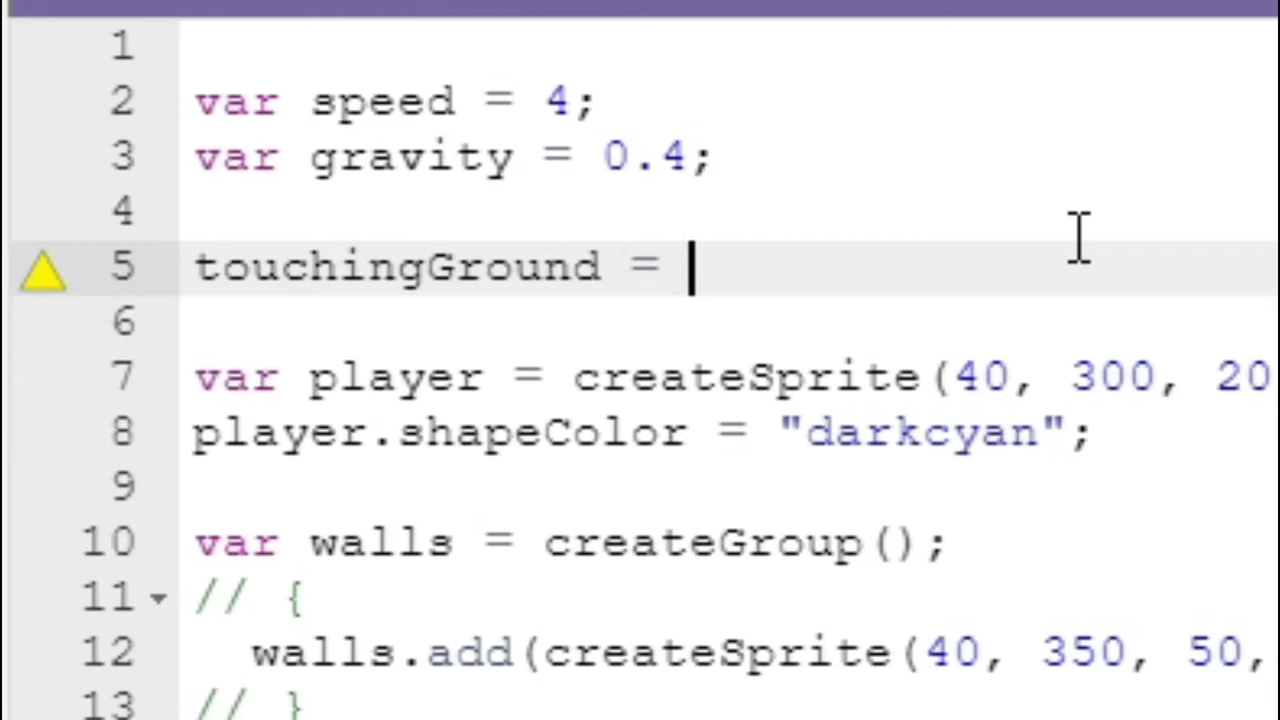 1
2 var speed = 4;
3 var gravity = 0.4;
4
5 touchingGround =
6
7 var player = createSprite(40, 300, 20
8 player.shapeColor = "darkcyan";
9
10 var walls = createGroup();
11 // {
12 walls.add(createSprite(40, 350, 50,
13 // }